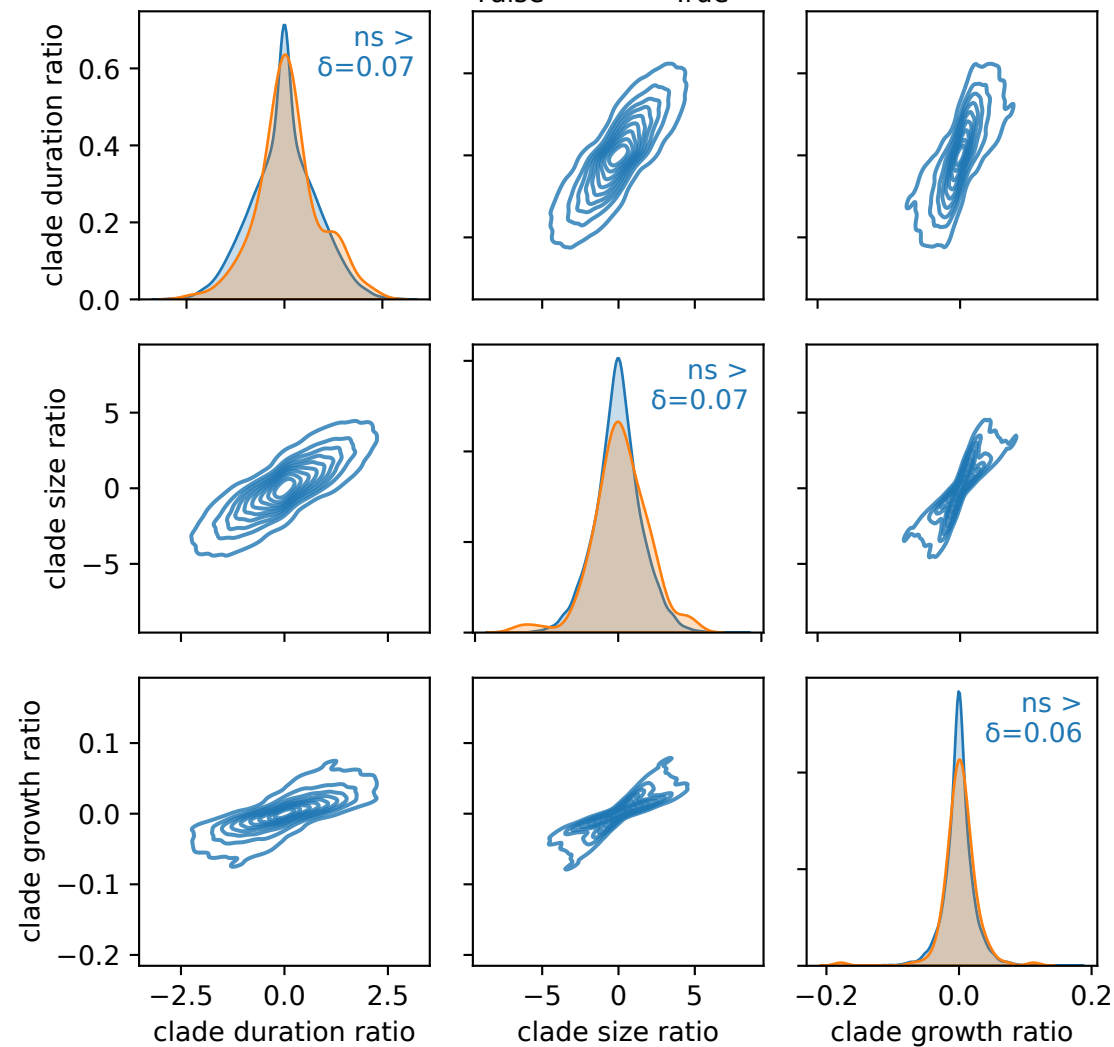 False True
clade duration ratio
0.6
0.4
0.2
0.0
ns >
δ=0.07
clade size ratio
5
0
−5
ns >
δ=0.07
clade growth ratio
0.1
0.0
−0.1
−0.2
ns >
δ=0.06
−2.5 0.0 2.5
−5 0 5
−0.2 0.0 0.2
clade duration ratio
clade size ratio
clade growth ratio